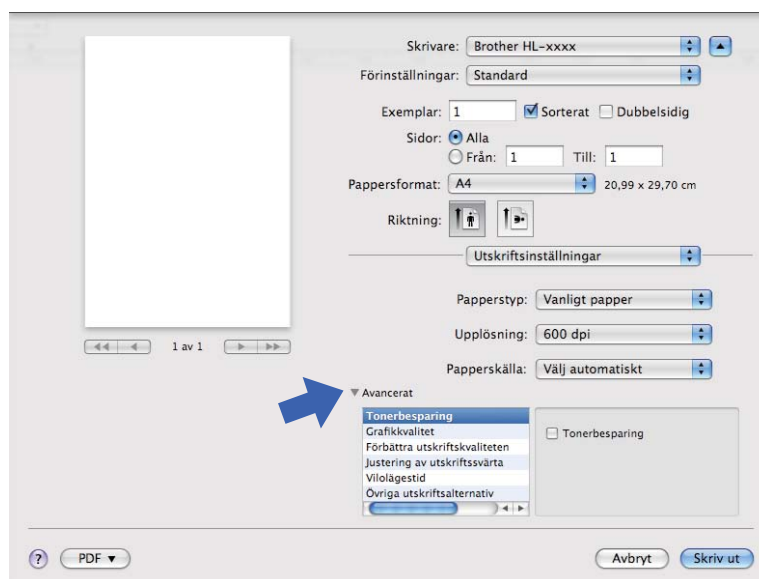 Skrivare: Brother HL-xxxx
Förinställningar: Standard
Exemplar: 1 Sorterat Dubbelsidig
Sidor: Alla
Från: 1 Till: 1
Pappersformat: A4 20,99 x 29,70 cm
Riktning:
Utskriftsinställningar
Papperstyp: Vanligt papper
Upplösning: 600 dpi
1 av 1
Papperskälla: Välj automatiskt
Avancerat
Tonerbesparing
Grafikkvalitet
Tonerbesparing
Förbättra utskriftskvaliteten
Justering av utskriftssvärta
Vilolägestid
Övriga utskriftsalternativ
? PDF Avbryt Skriv ut